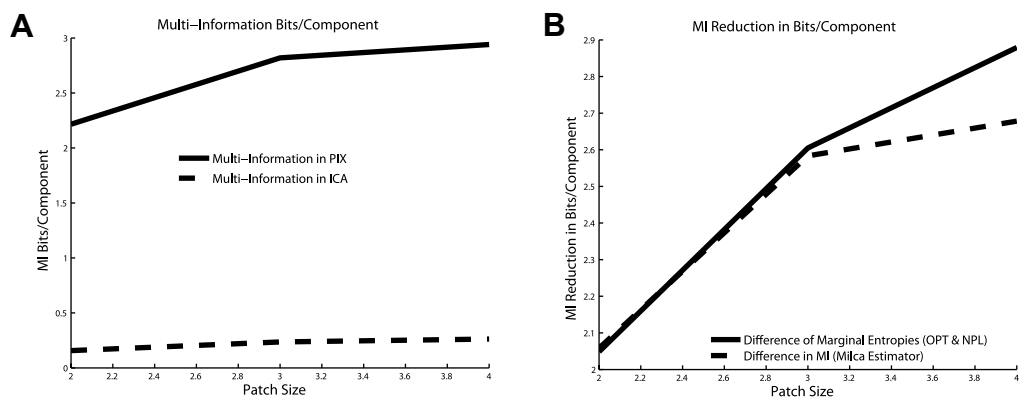 A
Multi−Information Bits/Component
MI Bits/Component
3
2.5
2
1.5
1
0.5
0
Multi−Information in PIX
Multi−Information in ICA
2 2.2 2.4 2.6 2.8 3 3.2 3.4 3.6 3.8 4
Patch Size
B
MI Reduction in Bits/Component
MI Reduction in Bits/Component
2.9
2.8
2.7
2.6
2.5
2.4
2.3
2.2
2.1
2
Difference of Marginal Entropies (OPT & NPL)
Difference in MI (Milca Estimator)
2 2.2 2.4 2.6 2.8 3 3.2 3.4 3.6 3.8 4
Patch Size